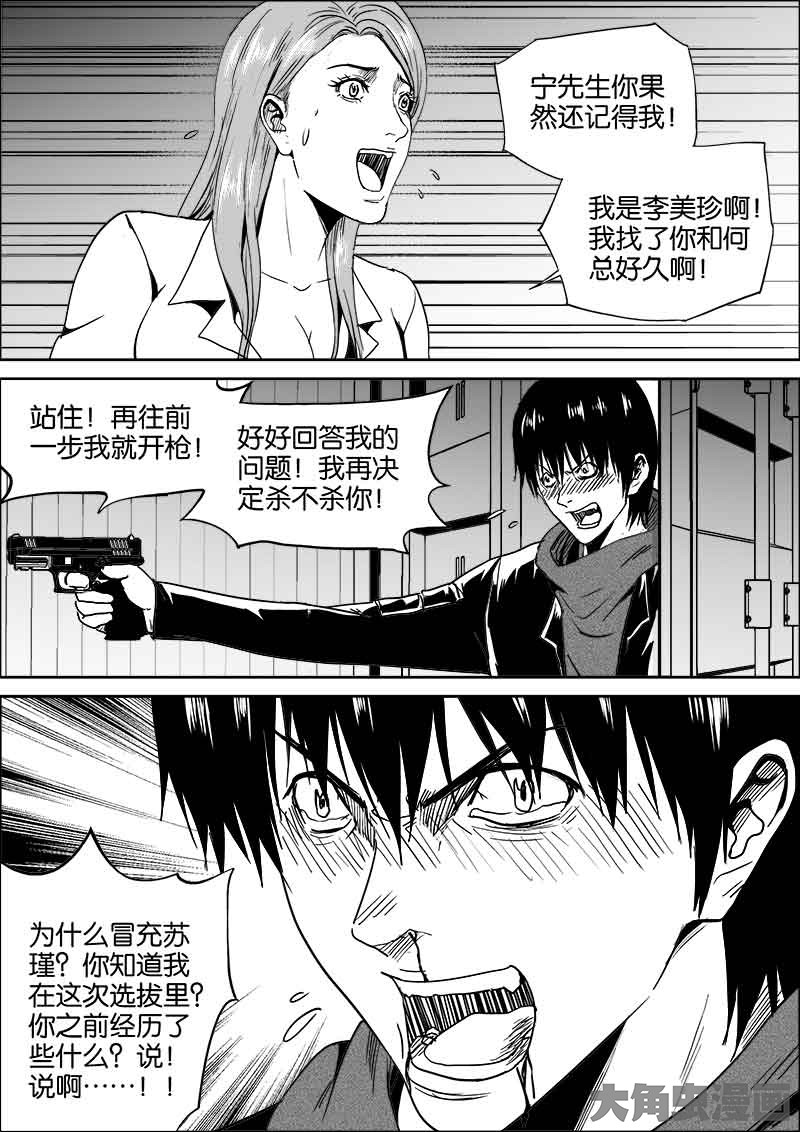 宁先生你果
然还记得我！
我是李美珍啊！
我找了你和何
总好久啊！
站住！再往前
一步我就开枪！
好好回答我的
问题！我再决
定杀不杀你！
为什么冒充苏
瑾？你知道我
在这次选拔里？
你之前经历了
些什么？说！
说啊……！！
大角虫漫画